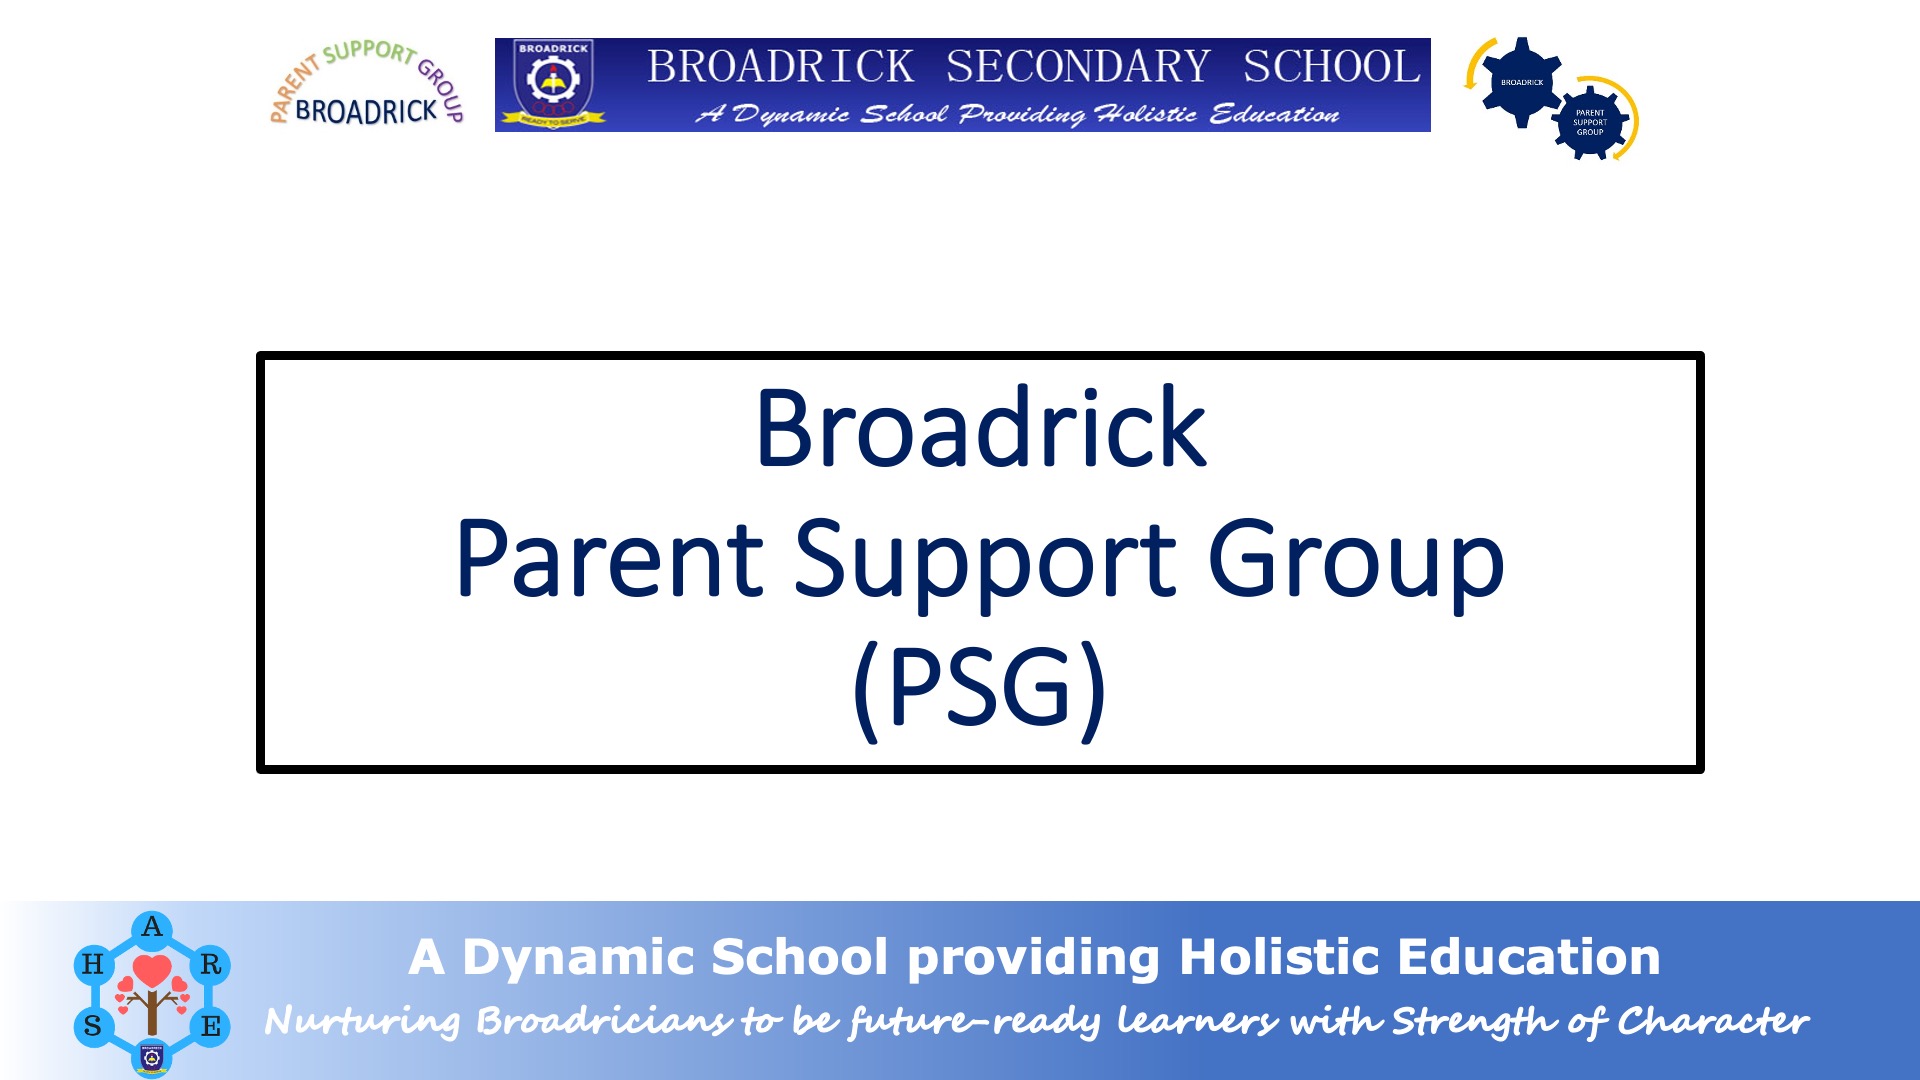 PARENT SUPPORT GROUP
BROADRICK
BROADRICK
READY TO SERVE
BROADRICK SECONDARY SCHOOL
A Dynamic School Providing Holistic Education
BROADRICK
PARENT
SUPPORT
GROUP
Broadrick
Parent Support Group
(PSG)
S
H
A
R
E
A Dynamic School providing Holistic Education
Nurturing Broadricians to be future-ready learners with Strength of Character